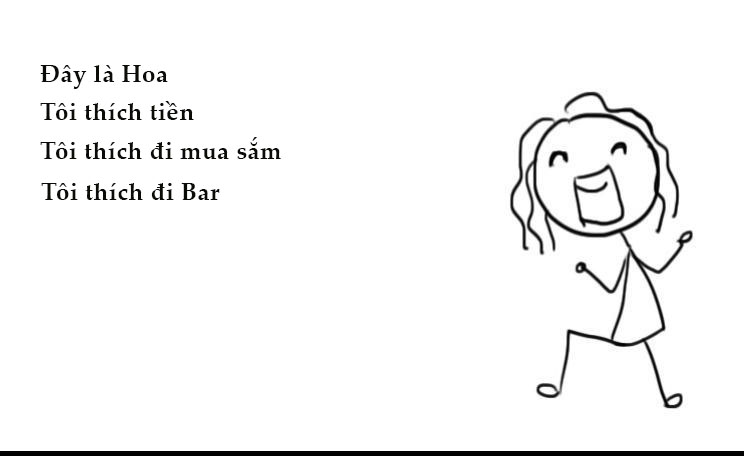 Đây là Hoa
Tôi thích tiền
Tôi thích đi mua sắm
Tôi thích đi Bar